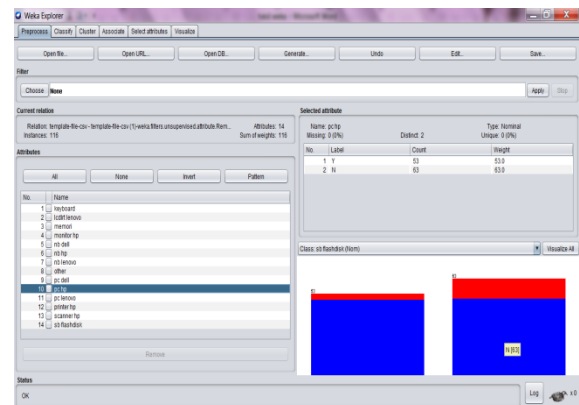 Weka Explorer
Preprocess Classify Cluster Associate Select attributes Visualize
Open file... Open URL... Open DB... Generate... Undo Edit... Save...
Filter
Choose None Apply Stop
Current relation
Relation: template-file-csv - template-file-csv (1)-weka.filters.unsupervised.attribute.Rem... Attributes: 14
Instances: 116 Sum of weights: 116
Selected attribute
Name: pc hp Type: Nominal
Missing: 0 (0%) Distinct: 2 Unique: 0 (0%)
No. Label Count Weight
1 Y 53 53.0
2 N 63 63.0
Attributes
All None Invert Pattern
No. Name
1 keyboard
2 lcdlrt lenovo
3 memori
4 monitor hp
5 nb dell
6 nb hp
7 nb lenovo
8 other
9 pc dell
10 pc hp
11 pc lenovo
12 printer hp
13 scanner hp
14 sb flashdisk
Remove
Class: sb flashdisk (Nom) Visualize All
53
63
N [63]
Status
OK
Log x 0